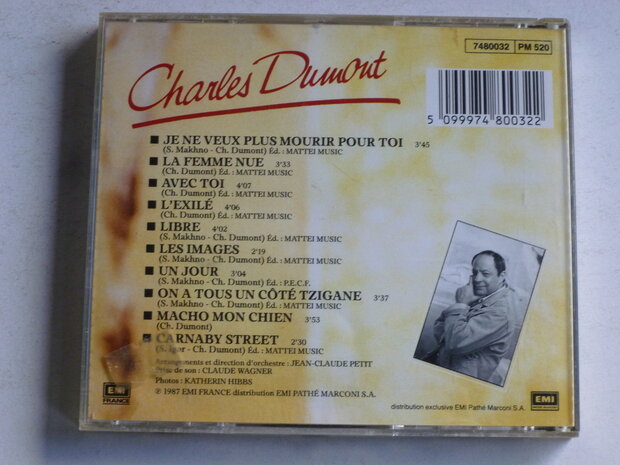 7480032 PM 520
Charles Dumont
5 099974 800322
JE NE VEUX PLUS MOURIR POUR TOI 3'45
(S. Makhno - Ch. Dumont) Éd. : MATTEI MUSIC
LA FEMME NUE 3'33
(Ch. Dumont) Éd. : MATTEI MUSIC
AVEC TOI 4'07
(Ch. Dumont) Éd. : MATTEI MUSIC
L'EXILÉ 4'06
(S. Makhno - Ch. Dumont) Éd. : MATTEI MUSIC
LIBRE 4'02
(S. Makhno - Ch. Dumont) Éd. : MATTEI MUSIC
LES IMAGES 2'19
(S. Makhno - Ch. Dumont) Éd. : MATTEI MUSIC
UN JOUR 3'04
(S. Makhno - Ch. Dumont) Éd. : P.E.C.F.
ON A TOUS UN CÔTÉ TZIGANE 3'37
(S. Makhno - Ch. Dumont) Éd. : MATTEI MUSIC
MACHO MON CHIEN 3'53
(Ch. Dumont)
CARNABY STREET 2'30
(S. Igor - Ch. Dumont) Éd. : MATTEI MUSIC
Arrangements et direction d'orchestre : JEAN-CLAUDE PETIT
Prise de son : CLAUDE WAGNER
Photos : KATHERIN HIBBS
℗ 1987 EMI FRANCE distribution EMI PATHÉ MARCONI S.A.
EMI
FRANCE
EMI
distribution exclusive EMI Pathé Marconi S.A.